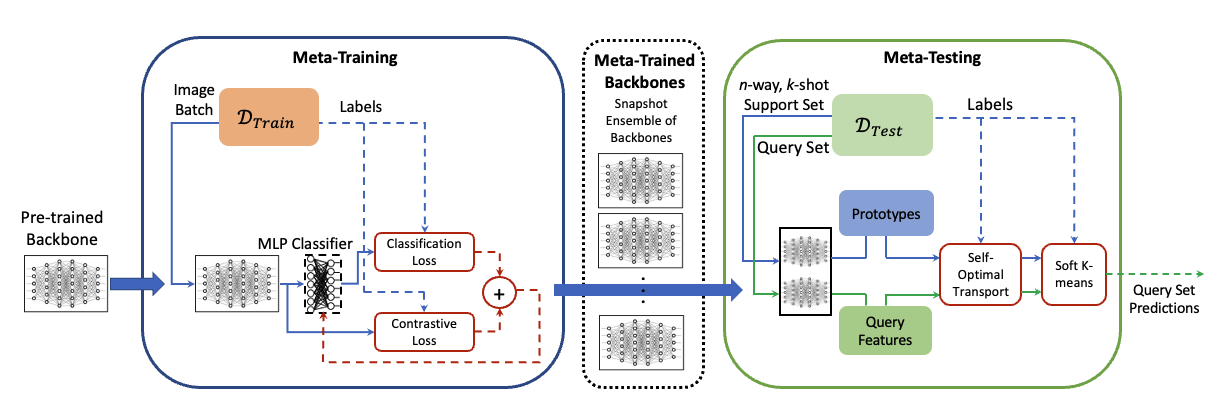 Meta-Training
Image
Batch
𝒟Train
Labels
Pre-trained
Backbone
MLP Classifier
Classification
Loss
+
Contrastive
Loss
Meta-Trained
Backbones
Snapshot
Ensemble of
Backbones
Meta-Testing
n-way, k-shot
Support Set
Query Set
𝒟Test
Labels
Prototypes
Self-
Optimal
Transport
Soft K-
means
Query
Features
Query Set
Predictions